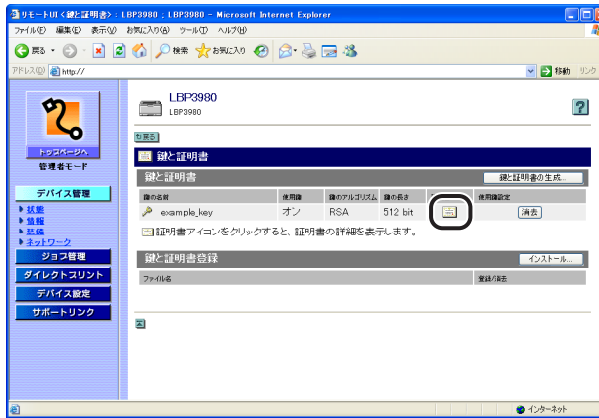 リモートUI <鍵と証明書> : LBP3980 ; LBP3980 - Microsoft Internet Explorer
ファイル(F) 編集(E) 表示(V) お気に入り(A) ツール(T) ヘルプ(H)
戻る 検索 お気に入り
アドレス(D) http:// 移動 リンク
LBP3980
LBP3980
戻る
トップページへ
管理者モード
デバイス管理
状態
情報
ネットワーク
ジョブ管理
ダイレクトプリント
デバイス設定
サポートリンク
鍵と証明書
鍵と証明書 鍵と証明書の生成...
鍵の名前 使用鍵 鍵のアルゴリズム 鍵の長さ 使用鍵設定
example_key オン RSA 512 bit 消去
証明書アイコンをクリックすると、証明書の詳細を表示します。
鍵と証明書登録 インストール...
ファイル名 登録/消去
インターネット